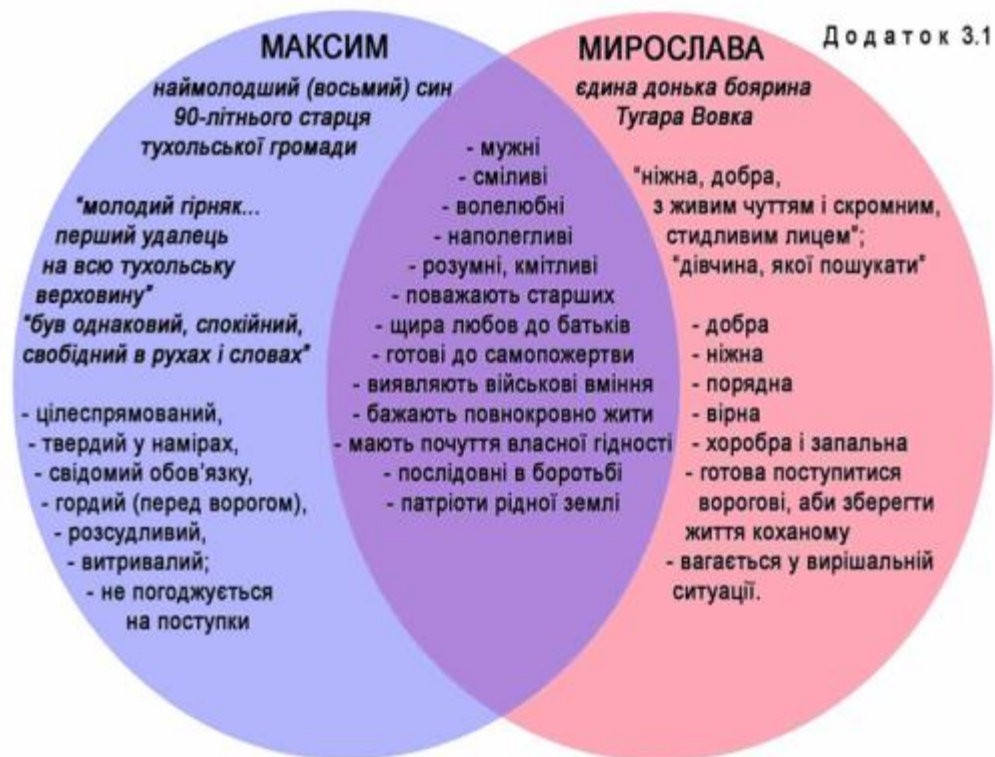 Додаток 3.1
МАКСИМ
наймолодший (восьмий) син
90-літнього старця
тухольської громади
"молодий гірняк...
перший удалець
на всю тухольську
верховину"
"був однаковий, спокійний,
свобідний в рухах і словах"
- цілеспрямований,
- твердий у намірах,
- свідомий обов'язку,
- гордий (перед ворогом),
- розсудливий,
- витривалий;
- не погоджується
на поступки
- мужні
- сміливі
- волелюбні
- наполегливі
- розумні, кмітливі
- поважають старших
- щира любов до батьків
- готові до самопожертви
- виявляють військові вміння
- бажають повнокровно жити
- мають почуття власної гідності
- послідовні в боротьбі
- патріоти рідної землі
МИРОСЛАВА
єдина донька боярина
Тугара Вовка
"ніжна, добра,
з живим чуттям і скромним,
стидливим лицем";
"дівчина, якої пошукати"
- добра
- ніжна
- порядна
- вірна
- хоробра і запальна
- готова поступитися
ворогові, аби зберегти
життя коханому
- вагається у вирішальній
ситуації.